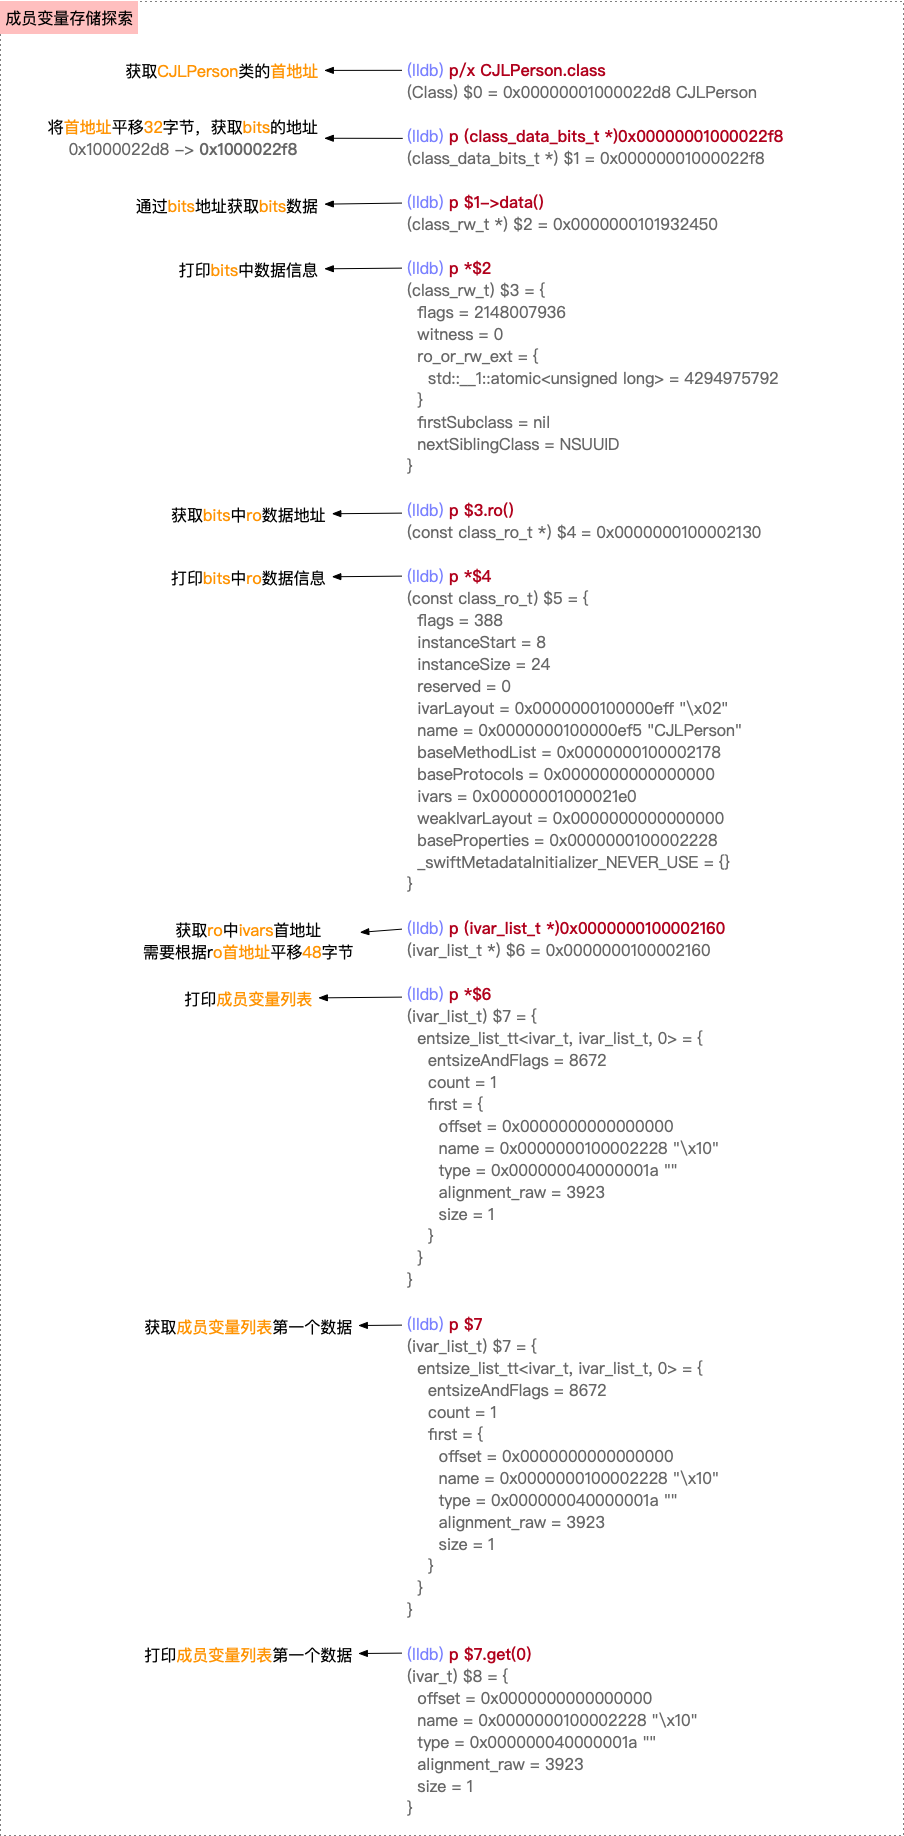 成员变量存储探索
获取CJLPerson类的首地址
(lldb) p/x CJLPerson.class
(Class) $0 = 0x00000001000022d8 CJLPerson
将首地址平移32字节，获取bits的地址
0x1000022d8 –> 0x1000022f8
(lldb) p (class_data_bits_t *)0x00000001000022f8
(class_data_bits_t *) $1 = 0x00000001000022f8
通过bits地址获取bits数据
(lldb) p $1->data()
(class_rw_t *) $2 = 0x0000000101932450
打印bits中数据信息
(lldb) p *$2
(class_rw_t) $3 = {
flags = 2148007936
witness = 0
ro_or_rw_ext = {
std::__1::atomic<unsigned long> = 4294975792
}
firstSubclass = nil
nextSiblingClass = NSUUID
}
获取bits中ro数据地址
(lldb) p $3.ro()
(const class_ro_t *) $4 = 0x0000000100002130
打印bits中ro数据信息
(lldb) p *$4
(const class_ro_t) $5 = {
flags = 388
instanceStart = 8
instanceSize = 24
reserved = 0
ivarLayout = 0x0000000100000eff "\x02"
name = 0x0000000100000ef5 "CJLPerson"
baseMethodList = 0x0000000100002178
baseProtocols = 0x0000000000000000
ivars = 0x00000001000021e0
weakIvarLayout = 0x0000000000000000
baseProperties = 0x0000000100002228
_swiftMetadataInitializer_NEVER_USE = {}
}
获取ro中ivars首地址
需要根据ro首地址平移48字节
(lldb) p (ivar_list_t *)0x0000000100002160
(ivar_list_t *) $6 = 0x0000000100002160
打印成员变量列表
(lldb) p *$6
(ivar_list_t) $7 = {
entsize_list_tt<ivar_t, ivar_list_t, 0> = {
entsizeAndFlags = 8672
count = 1
first = {
offset = 0x0000000000000000
name = 0x0000000100002228 "\x10"
type = 0x000000040000001a ""
alignment_raw = 3923
size = 1
}
}
}
获取成员变量列表第一个数据
(lldb) p $7
(ivar_list_t) $7 = {
entsize_list_tt<ivar_t, ivar_list_t, 0> = {
entsizeAndFlags = 8672
count = 1
first = {
offset = 0x0000000000000000
name = 0x0000000100002228 "\x10"
type = 0x000000040000001a ""
alignment_raw = 3923
size = 1
}
}
}
打印成员变量列表第一个数据
(lldb) p $7.get(0)
(ivar_t) $8 = {
offset = 0x0000000000000000
name = 0x0000000100002228 "\x10"
type = 0x000000040000001a ""
alignment_raw = 3923
size = 1
}